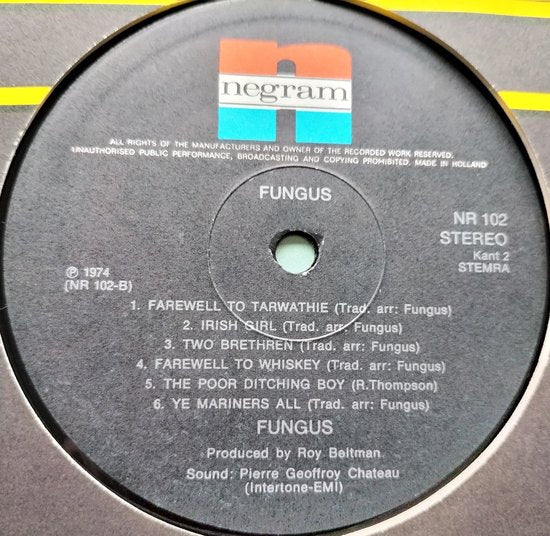 negram
ALL RIGHTS OF THE MANUFACTURERS AND OWNER OF THE RECORDED WORK RESERVED.
UNAUTHORISED PUBLIC PERFORMANCE, BROADCASTING AND COPYING PROHIBITED. MADE IN HOLLAND
FUNGUS
NR 102
STEREO
Kant 2
STEMRA
℗ 1974
(NR 102-B)
1. FAREWELL TO TARWATHIE (Trad. arr: Fungus)
2. IRISH GIRL (Trad. arr: Fungus)
3. TWO BRETHREN (Trad. arr: Fungus)
4. FAREWELL TO WHISKEY (Trad. arr: Fungus)
5. THE POOR DITCHING BOY (R.Thompson)
6. YE MARINERS ALL (Trad. arr: Fungus)
FUNGUS
Produced by Roy Beltman
Sound: Pierre Geoffroy Chateau
(Intertone-EMI)